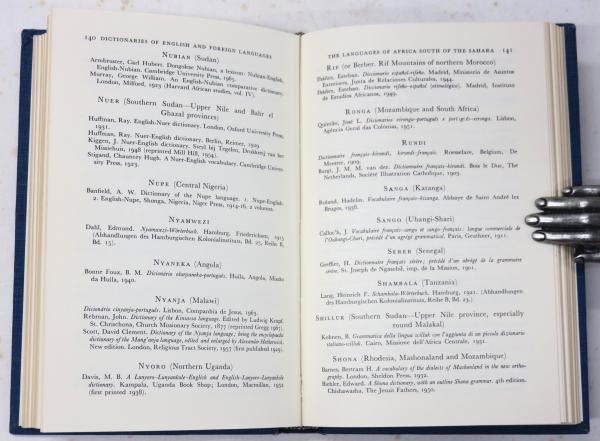 140 DICTIONARIES OF ENGLISH AND FOREIGN LANGUAGES
NUBIAN (Sudan)
Armbruster, Carl Hubert. Dongolese Nubian, a lexicon: Nubian-English,
English-Nubian. Cambridge University Press, 1965.
Murray, George William. An English-Nubian comparative dictionary.
London, Milford, 1923 (Harvard African studies, vol. IV).
NUER (Southern Sudan—Upper Nile and Bahr el
Ghazal provinces)
Huffman, Ray. English-Nuer dictionary. London, Oxford University Press,
1931.
Huffman, Ray. Nuer-English dictionary. Berlin, Reimer, 1929.
Kiggen, J. Nuer-English dictionary. Steyl bij Tegelen, Drukkerij van het
Missiehuis, 1948 (reprinted Mill Hill, 1954).
Stigand, Chauncey Hugh. A Nuer-English vocabulary. Cambridge University
Press, 1923.
NUPE (Central Nigeria)
Banfield, A. W. Dictionary of the Nupe language. 1. Nupe-English.
2. English-Nupe, Shonga, Nigeria, Niger Press, 1914-16. 2 volumes.
NYAMWEZI
Dahl, Edmund. Nyamwezi-Wörterbuch. Hamburg, Friederichsen, 1915
(Abhandlungen des Hamburgischen Kolonialinstituts, Bd. 25, Reihe B,
Bd. 15).
NYANEKA (Angola)
Bonne Foux, B. M. Dicionário olunyaneka-português. Huila, Angola, Missão
da Huila, 1940.
NYANJA (Malawi)
Dicionário cinyanja-português. Lisbon, Companhia de Jesus, 1963.
Rebman, John. Dictionary of the Kiniassa language. Edited by Ludwig Krapf.
St. Chrischona, Church Missionary Society, 1877 (reprinted Gregg, 1967).
Scott, David Clement. Dictionary of the Nyanja language; being the encyclopaedic
dictionary of the Mang'anja language, edited and enlarged by Alexander Hetherwick.
New edition. London, Religious Tract Society, 1957 (first published 1929).
NYORO (Northern Uganda)
Davis, M. B. A Lunyoro-Lunyankole-English and English-Lunyoro-Lunyankole
dictionary. Kampala, Uganda Book Shop; London, Macmillan, 1952
(first printed 1938).
THE LANGUAGES OF AFRICA SOUTH OF THE SAHARA 141
RIF (or Berber. Rif Mountains of northern Morocco)
Ibáñez, Esteban. Diccionario español-rifeño. Madrid, Ministerio de Asuntos
Exteriores, Junta de Relaciones Culturales, 1944.
Ibáñez, Esteban. Diccionario rifeño-español (etimológico). Madrid, Instituto
de Estudios Africanos, 1949.
RONGA (Mozambique and South Africa)
Quintão, José L. Dicionário xironga-português e português-xironga. Lisbon,
Agência Geral das Colónias, 1951.
RUNDI
Dictionnaire français-kirundi, kirundi-français. Roesselare, Belgium, De
Meester, 1909.
Burgt, J. M. M. van der. Dictionnaire français-kirundi. Bois le Duc, The
Netherlands, Société Illustration Catholique, 1903.
SANGA (Katanga)
Roland, Hadelin. Vocabulaire français-kisanga. Abbaye de Saint André lez
Bruges, 1938.
SANGO (Ubangi-Shari)
Calloc'h, J. Vocabulaire français-sango et sango-français; langue commerciale de
l'Oubangi-Chari; précédé d'un abrégé grammatical. Paris, Geuthner, 1911.
SERER (Senegal)
Greffier, H. Dictionnaire français sérère; précédé d'un abrégé de la grammaire
sérère. St. Joseph de Ngasobil, imp. de la Mission, 1901.
SHAMBALA (Tanzania)
Lang, Heinrich F. Schambala-Wörterbuch. Hamburg, 1921. (Abhandlungen
des Hamburgischen Kolonialinstituts, Reihe B, Bd. 23.)
SHILLUK (Southern Sudan—Upper Nile province, especially
round Malakal)
Kohnen, B. Grammatica della lingua scilluk con l'aggiunta di un piccolo dizionario
italiano-scilluk. Cairo, Missione dell'Africa Centrale, 1931.
SHONA (Rhodesia, Mashonaland and Mozambique)
Barnes, Bertram H. A vocabulary of the dialects of Mashonaland in the new ortho-
graphy. London, Sheldon Press, 1932.
Biehler, Edward. A Shona dictionary, with an outline Shona grammar. 4th edition.
Chishawasha, The Jesuit Fathers, 1950.